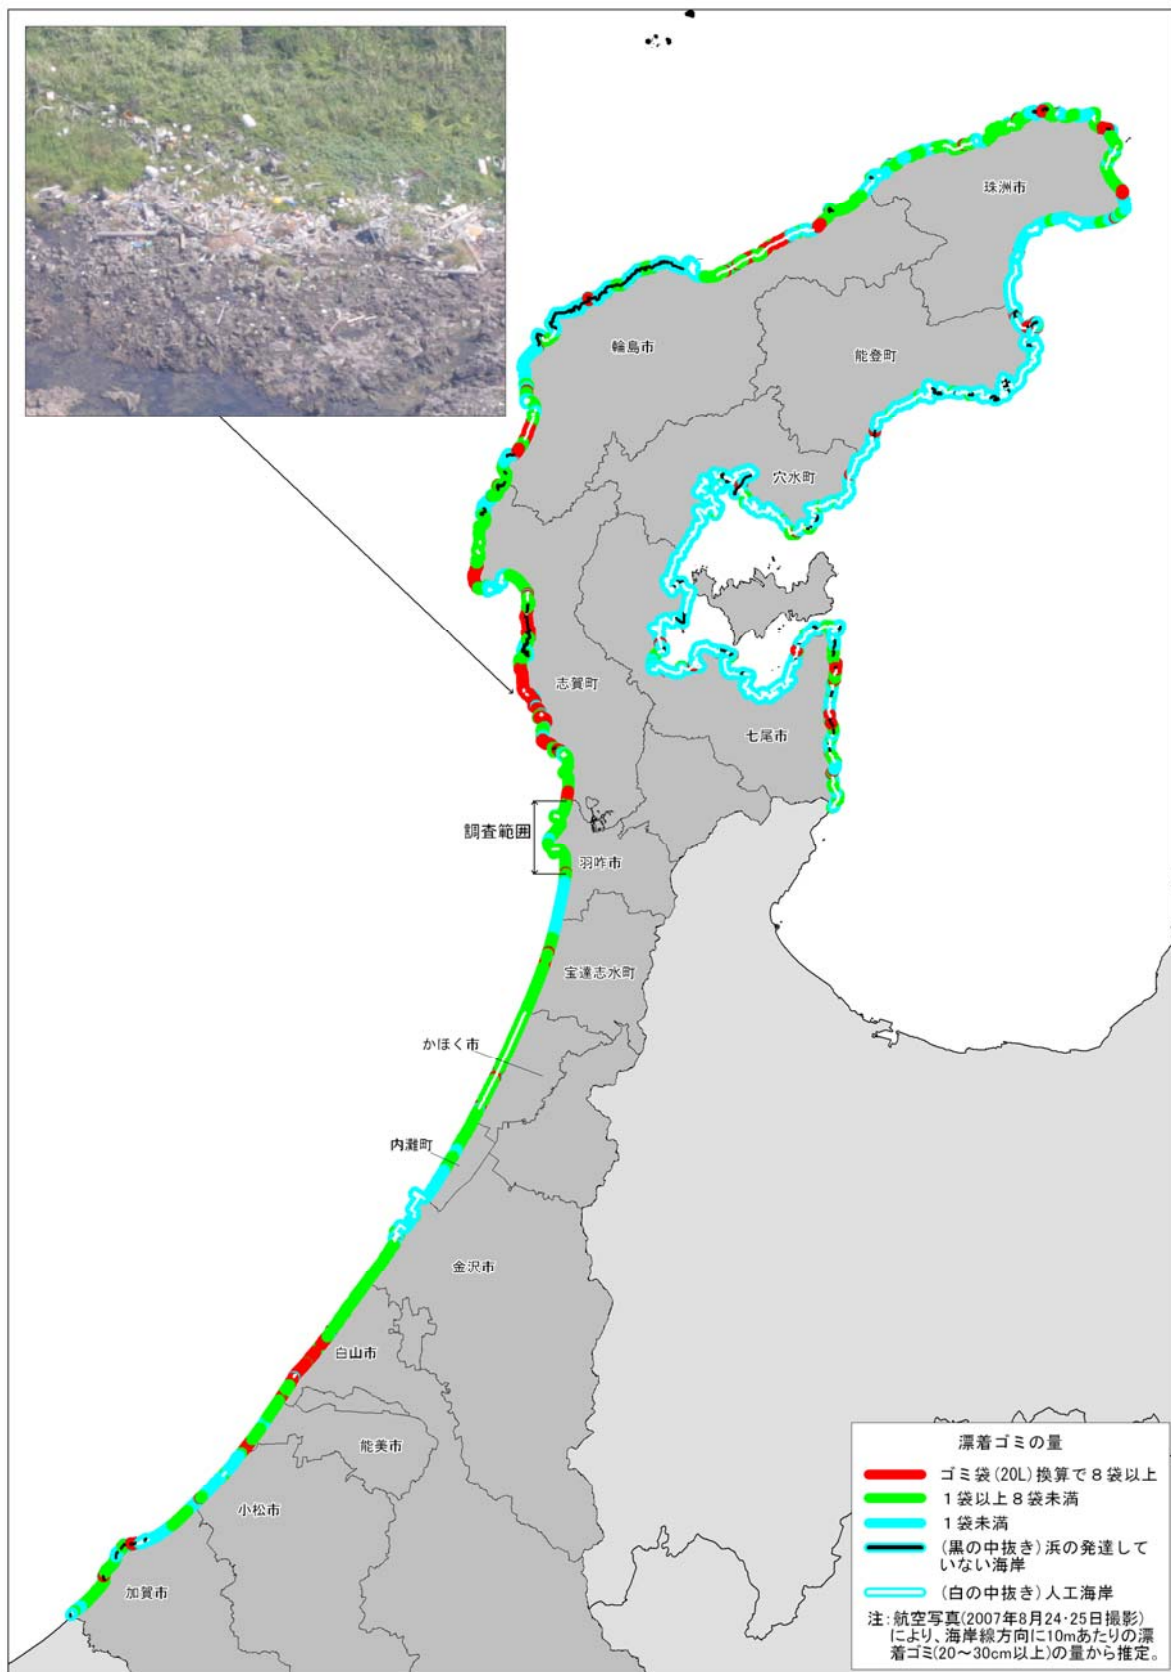 珠洲市
輪島市
能登町
穴水町
志賀町
七尾市
調査範囲
羽咋市
宝達志水町
かほく市
内灘町
金沢市
白山市
能美市
小松市
加賀市
漂着ゴミの量
ゴミ袋(20L)換算で８袋以上
１袋以上８袋未満
１袋未満
(黒の中抜き)浜の発達して
いない海岸
(白の中抜き)人工海岸
注:航空写真(2007年8月24･25日撮影)
により、海岸線方向に10mあたりの漂
着ゴミ(20～30cm以上)の量から推定。